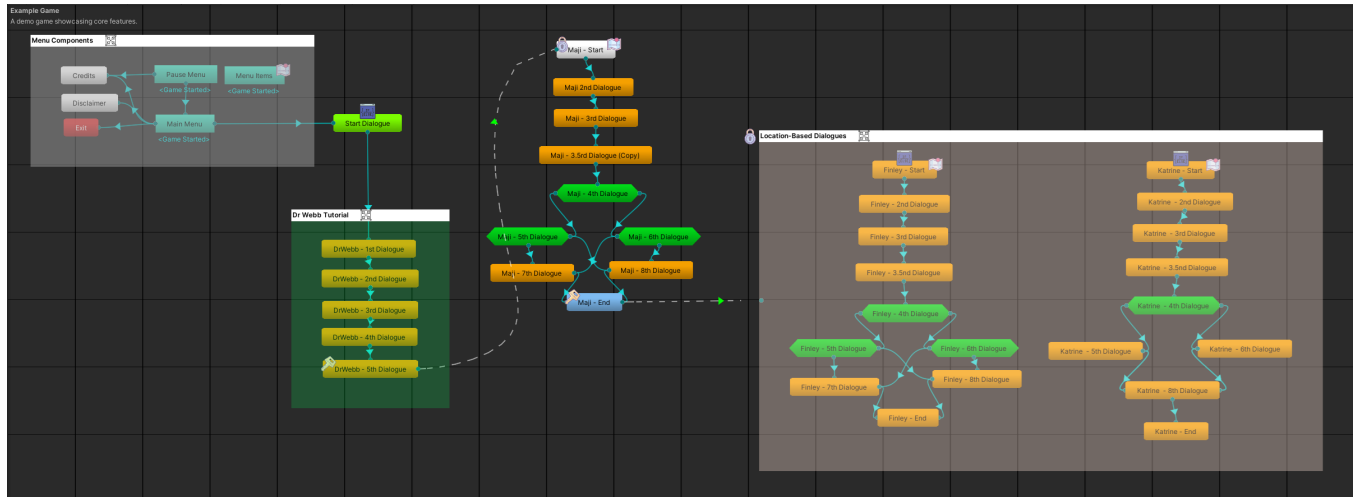 Example Game
A demo game showcasing core features.
Menu Components
Credits
Pause Menu
<Game Started>
Menu Items
<Game Started>
Disclaimer
Exit
Main Menu
<Game Started>
Start Dialogue
Dr Webb Tutorial
DrWebb - 1st Dialogue
DrWebb - 2nd Dialogue
DrWebb - 3rd Dialogue
DrWebb - 4th Dialogue
DrWebb - 5th Dialogue
Maji - Start
Maji 2nd Dialogue
Maji - 3rd Dialogue
Maji - 3.5rd Dialogue (Copy)
Maji - 4th Dialogue
Maji - 5th Dialogue
Maji - 6th Dialogue
Maji - 7th Dialogue
Maji - 8th Dialogue
Maji - End
Location-Based Dialogues
Finley - Start
Finley - 2nd Dialogue
Finley - 3rd Dialogue
Finley - 3.5nd Dialogue
Finley - 4th Dialogue
Finley - 5th Dialogue
Finley - 6th Dialogue
Finley - 7th Dialogue
Finley - 8th Dialogue
Finley - End
Katrine - Start
Katrine - 2nd Dialogue
Katrine - 3rd Dialogue
Katrine - 3.5nd Dialogue
Katrine - 4th Dialogue
Katrine - 5th Dialogue
Katrine - 6th Dialogue
Katrine - 8th Dialogue
Katrine - End